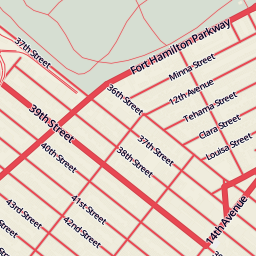 37th Street
Fort Hamilton Parkway
Minna Street
12th Avenue
36th Street
Tehama Street
39th Street
Clara Street
37th Street
Louisa Street
40th Street
38th Street
41st Street
43rd Street
42nd Street
14th Avenue